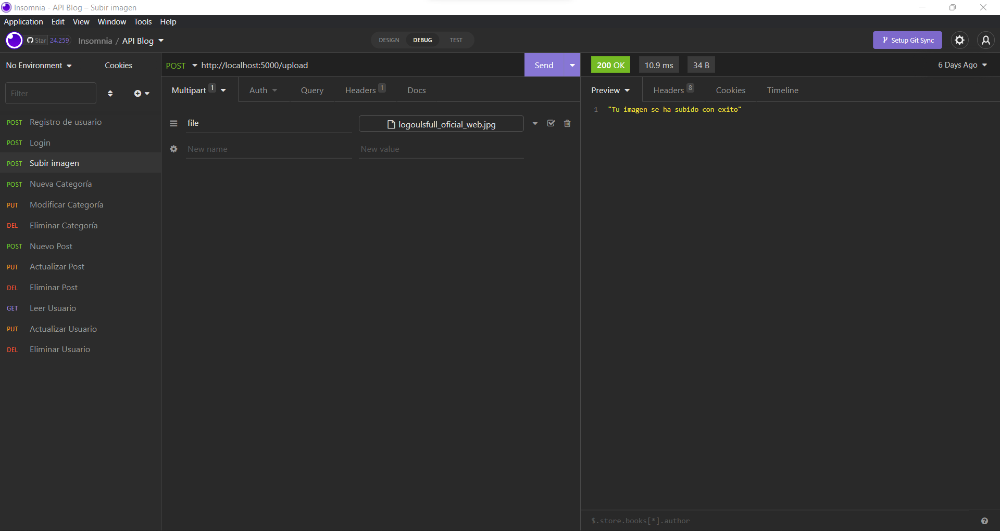 Insomnia - API Blog – Subir imagen
Application Edit View Window Tools Help
Star 24.259 Insomnia / API Blog DESIGN DEBUG TEST Setup Git Sync
No Environment Cookies
Filter
POST Registro de usuario
POST Login
POST Subir imagen
POST Nueva Categoría
PUT Modificar Categoría
DEL Eliminar Categoría
POST Nuevo Post
PUT Actualizar Post
DEL Eliminar Post
GET Leer Usuario
PUT Actualizar Usuario
DEL Eliminar Usuario
POST http://localhost:5000/upload Send
Multipart 1 Auth Query Headers 1 Docs
file logoulsfull_oficial_web.jpg
New name New value
200 OK 10.9 ms 34 B 6 Days Ago
Preview Headers 8 Cookies Timeline
1 "Tu imagen se ha subido con exito"
$.store.books[*].author